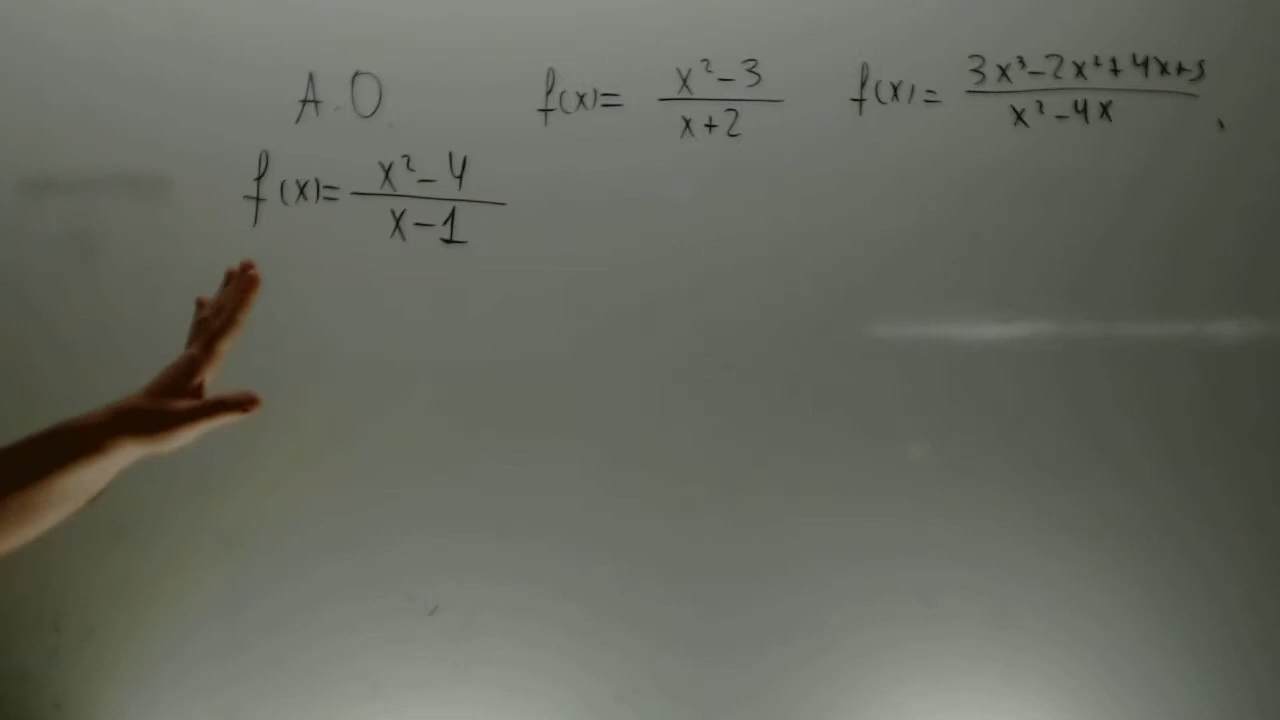 A.O
f(x)= x²-3 / x+2
f(x)= 3x³-2x²+4x+5 / x²-4x
f(x)= x²-4 / x-1